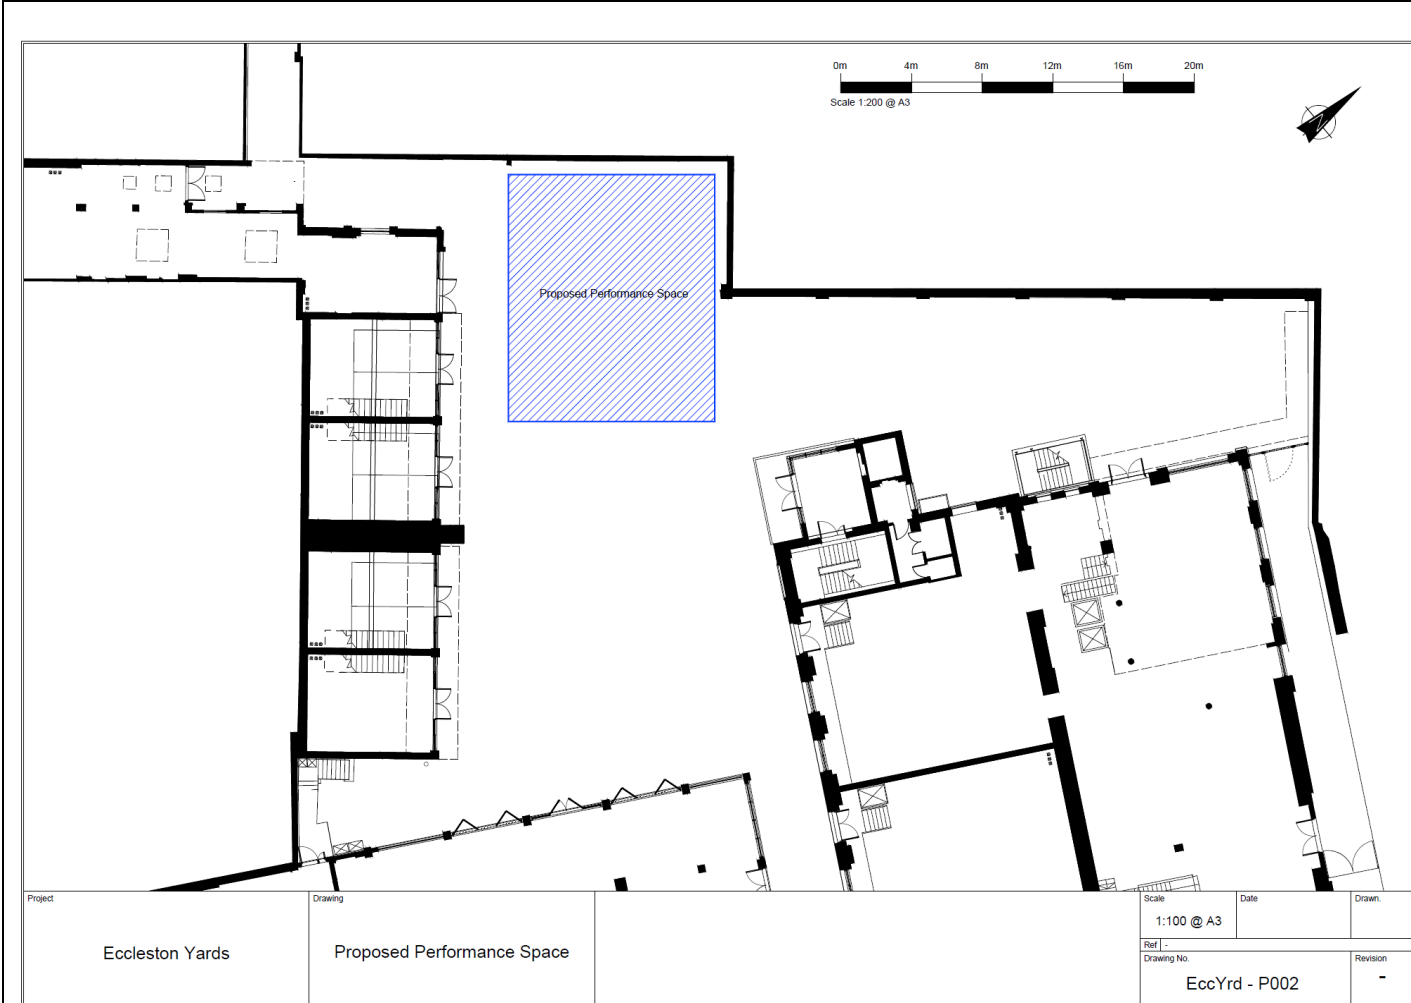 0m 4m 8m 12m 16m 20m
Scale 1:200 @ A3
N
Proposed Performance Space
Project
Eccleston Yards
Drawing
Proposed Performance Space
Scale
1:100 @ A3
Date
Drawn.
Ref -
Drawing No.
EccYrd - P002
Revision
-